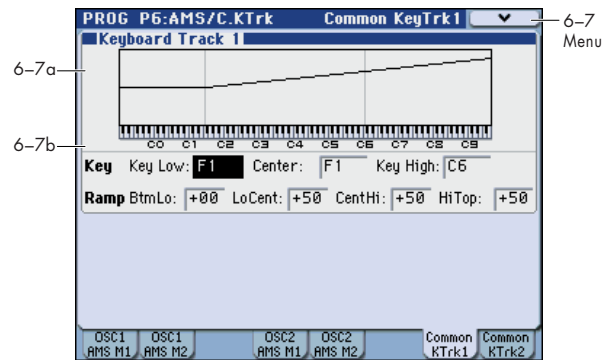 PROG P6:AMS/C.KTrk Common KeyTrk1
6–7
Menu
Keyboard Track 1
6–7a
C0 C1 C2 C3 C4 C5 C6 C7 C8 C9
6–7b
Key Key Low: F1 Center: F1 Key High: C6
Ramp BtmLo: +00 LoCent: +50 CentHi: +50 HiTop: +50
OSC1 AMS M1
OSC1 AMS M2
OSC2 AMS M1
OSC2 AMS M2
Common KTrk1
Common KTrk2